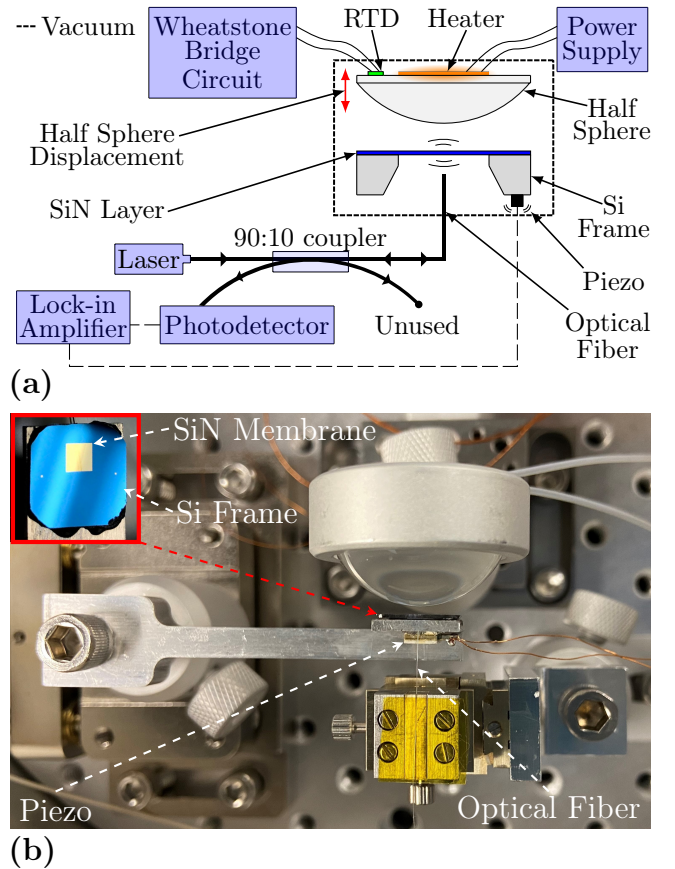 --- Vacuum
Wheatstone
Bridge
Circuit
RTD
Heater
Power
Supply
Half Sphere
Displacement
Half
Sphere
SiN Layer
Si
Frame
90:10 coupler
Laser
Piezo
Lock-in
Amplifier
Photodetector
Unused
Optical
Fiber
(a)
SiN Membrane
Si Frame
Piezo
Optical Fiber
(b)